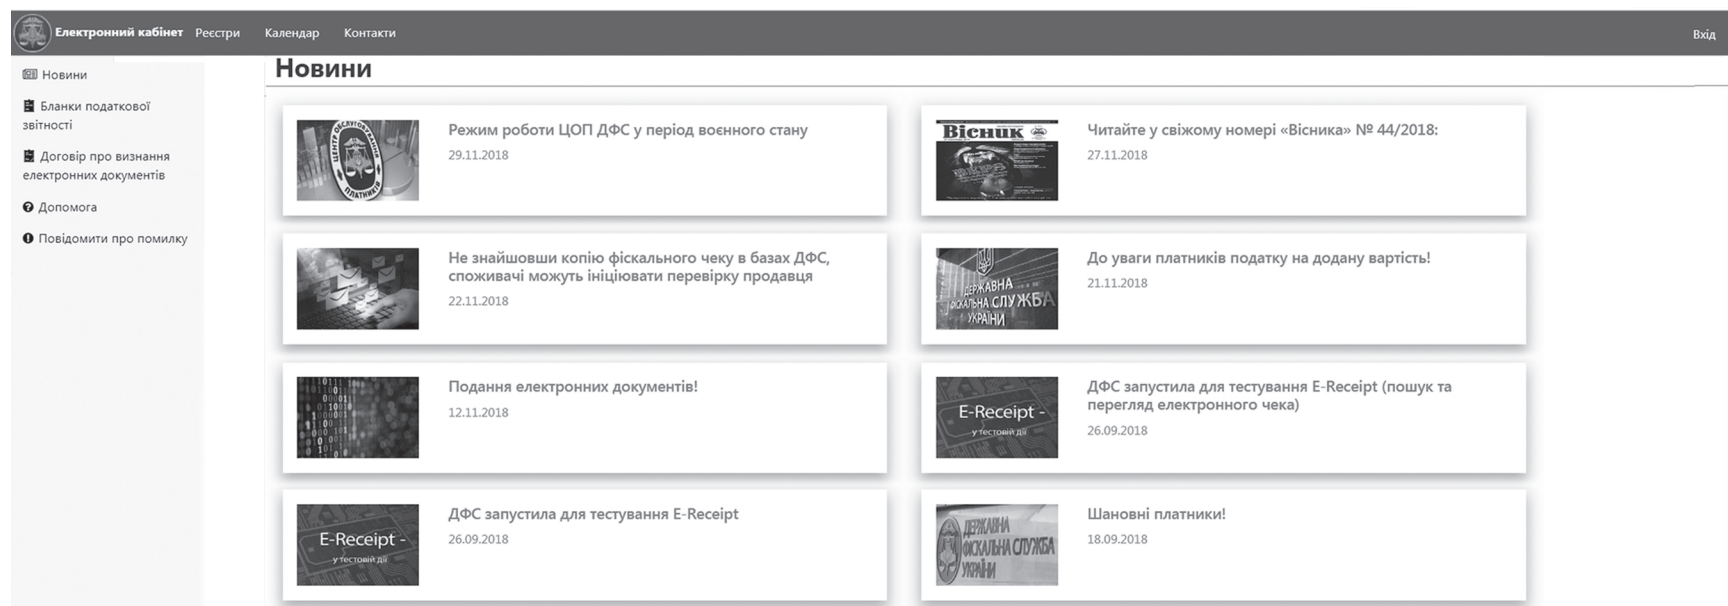 Електронний кабінет Реєстри Календар Контакти Вхід
Новини
Бланки податкової
звітності
Договір про визнання
електронних документів
Допомога
Повідомити про помилку
Новини
ЦЕНТР ОБСЛУГОВУВАННЯ
ПЛАТНИКІВ
Режим роботи ЦОП ДФС у період воєнного стану
29.11.2018
Вісник
Читайте у свіжому номері «Вісника» № 44/2018:
27.11.2018
Не знайшовши копію фіскального чеку в базах ДФС,
споживачі можуть ініціювати перевірку продавця
22.11.2018
ДЕРЖАВНА
ФІСКАЛЬНА СЛУЖБА
УКРАЇНИ
До уваги платників податку на додану вартість!
21.11.2018
Подання електронних документів!
12.11.2018
E-Receipt -
у тестовій дії
ДФС запустила для тестування E-Receipt (пошук та
перегляд електронного чека)
26.09.2018
E-Receipt -
у тестовій дії
ДФС запустила для тестування E-Receipt
26.09.2018
ДЕРЖАВНА
ФІСКАЛЬНА СЛУЖБА
УКРАЇНИ
Шановні платники!
18.09.2018